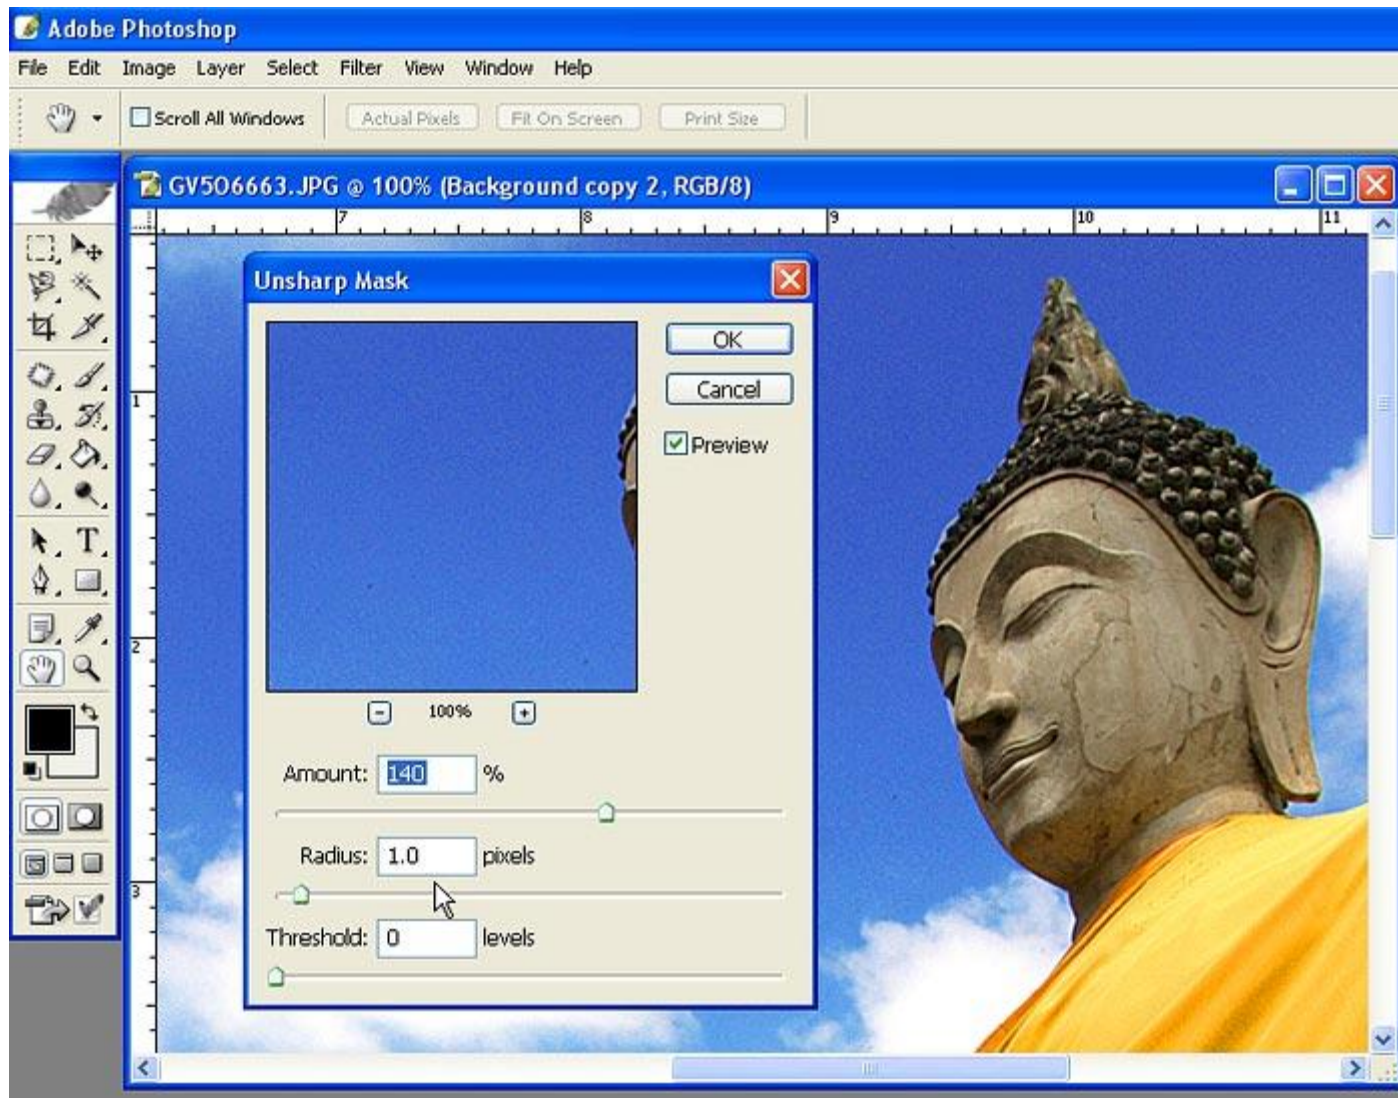 Adobe Photoshop
File Edit Image Layer Select Filter View Window Help
Scroll All Windows Actual Pixels Fit On Screen Print Size
GV5O6663.JPG @ 100% (Background copy 2, RGB/8)
7 8 9 10 11
Unsharp Mask
OK
Cancel
Preview
1
2
100%
Amount: 140 %
Radius: 1.0 pixels
3
Threshold: 0 levels
T